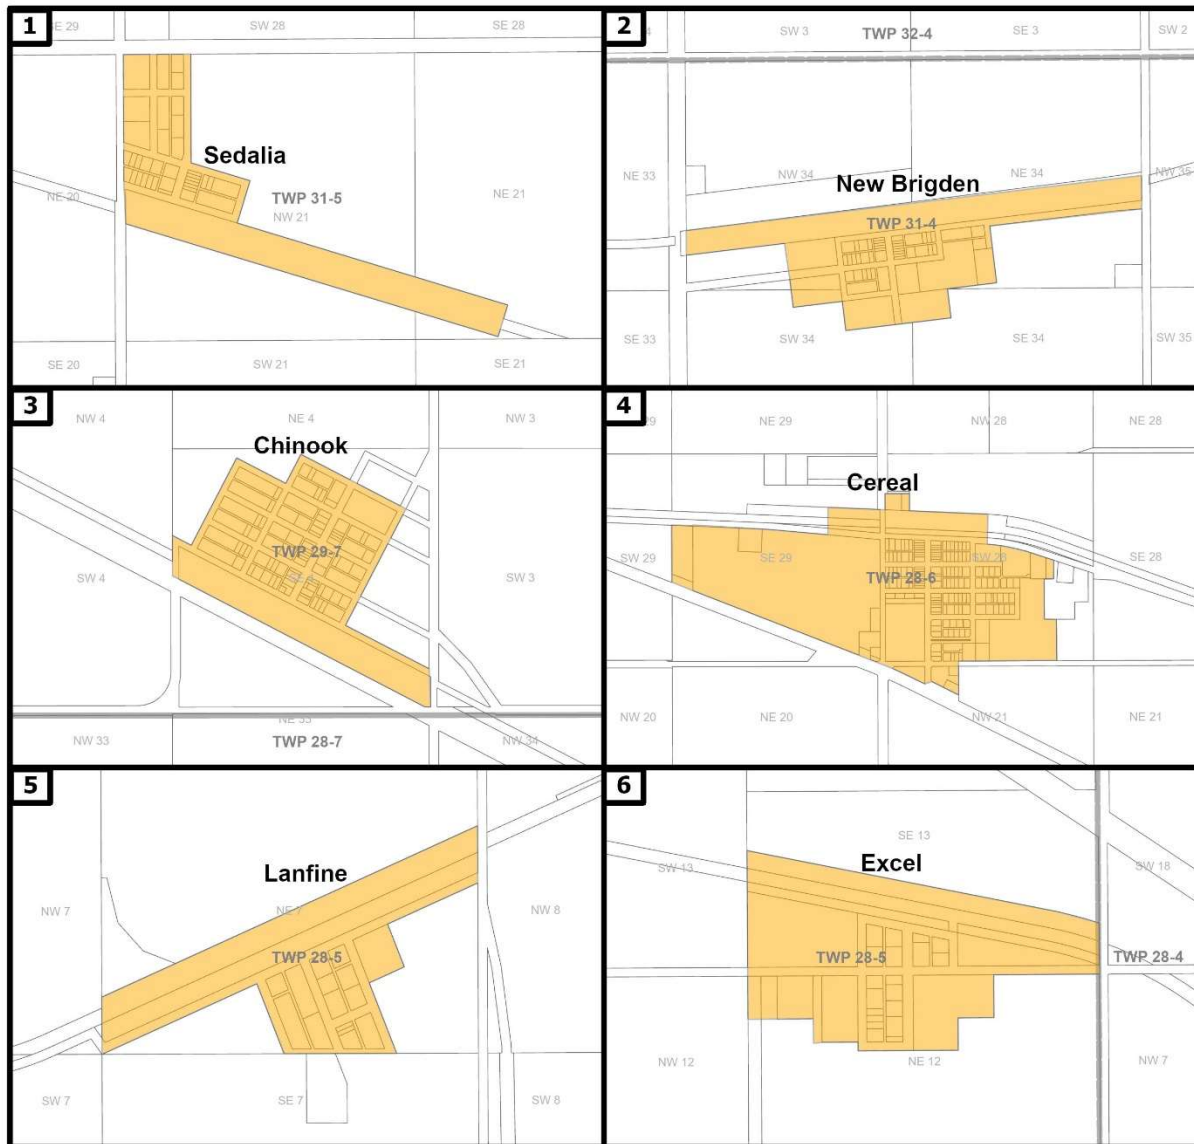 1
SE 29
SW 28
SE 28
Sedalia
NE 20
TWP 31-5
NW 21
NE 21
SE 20
SW 21
SE 21
2
4
SW 3
TWP 32-4
SE 3
SW 2
NE 33
NW 34
NE 34
NW 35
New Brigden
TWP 31-4
SE 33
SW 34
SE 34
SW 35
3
NW 4
NE 4
NW 3
Chinook
TWP 29-7
SW 4
SE 4
SW 3
NE 33
NW 33
TWP 28-7
NW 34
4
29
NE 29
NW 28
NE 28
Cereal
SW 29
SE 29
SW 28
SE 28
TWP 28-6
NW 20
NE 20
NW 21
NE 21
5
Lanfine
NW 7
NE 7
NW 8
TWP 28-5
SW 7
SE 7
SW 8
6
SE 13
Excel
SW 13
SW 18
TWP 28-5
TWP 28-4
NW 12
NE 12
NW 7